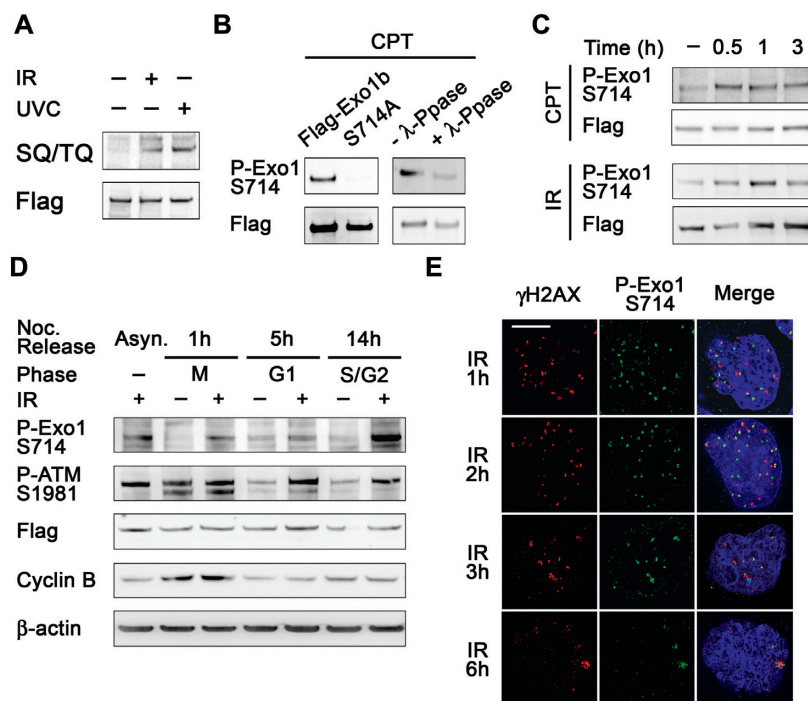 A
IR – + –
UVC – – +
SQ/TQ
Flag
B
CPT
Flag-Exo1b
S714A
- λ-Ppase
+ λ-Ppase
P-Exo1
S714
Flag
C
Time (h) – 0.5 1 3
CPT
P-Exo1
S714
Flag
IR
P-Exo1
S714
Flag
D
Noc.
Release
Asyn. 1h 5h 14h
Phase – M G1 S/G2
IR + – + – + – +
P-Exo1
S714
P-ATM
S1981
Flag
Cyclin B
β-actin
E
γH2AX
P-Exo1
S714
Merge
IR
1h
IR
2h
IR
3h
IR
6h